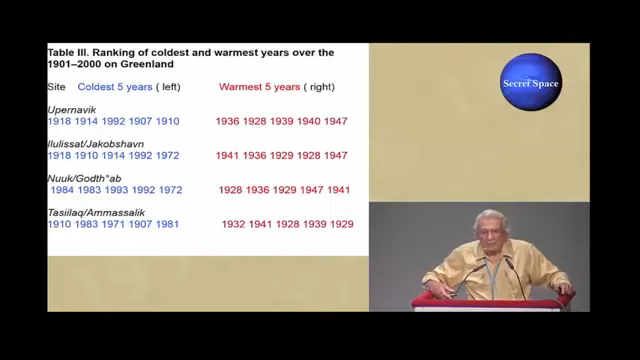 Table III. Ranking of coldest and warmest years over the
1901–2000 on Greenland
Site Coldest 5 years ( left) Warmest 5 years ( right)
Upernavik
1918 1914 1992 1907 1910 1936 1928 1939 1940 1947
Ilulissat/Jakobshavn
1918 1910 1914 1992 1972 1941 1936 1929 1928 1947
Nuuk/Godth°ab
1984 1983 1993 1992 1972 1928 1936 1929 1947 1941
Tasiilaq/Ammassalik
1910 1983 1971 1907 1981 1932 1941 1928 1939 1929
Secret Space